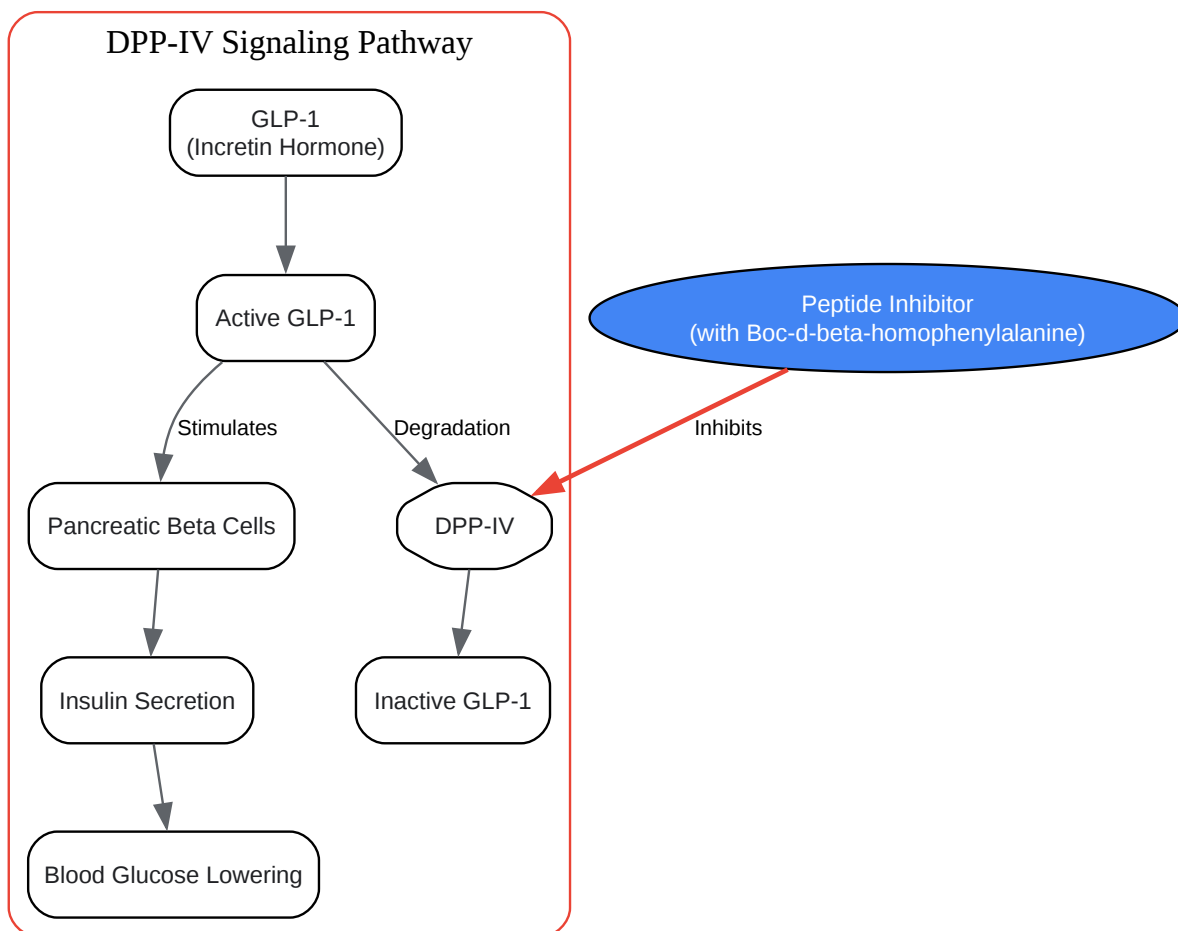 DPP-IV Signaling Pathway
GLP-1
(Incretin Hormone)
Active GLP-1
Peptide Inhibitor
(with Boc-d-beta-homophenylalanine)
Stimulates
Degradation
Inhibits
Pancreatic Beta Cells
DPP-IV
Insulin Secretion
Inactive GLP-1
Blood Glucose Lowering